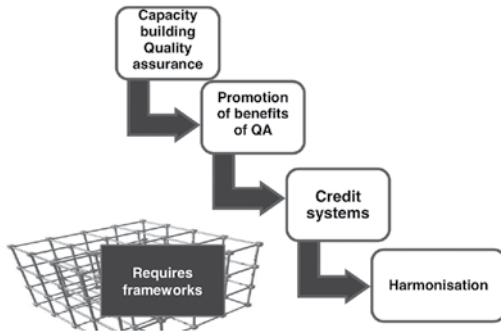 Capacity
building
Quality
assurance
Promotion
of benefits
of QA
Credit
systems
Requires
frameworks
Harmonisation